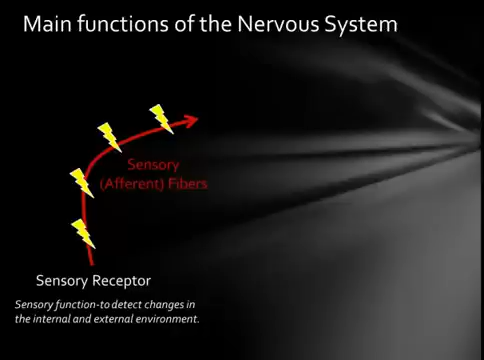 Main functions of the Nervous System
Sensory
(Afferent) Fibers
Sensory Receptor
Sensory function-to detect changes in
the internal and external environment.